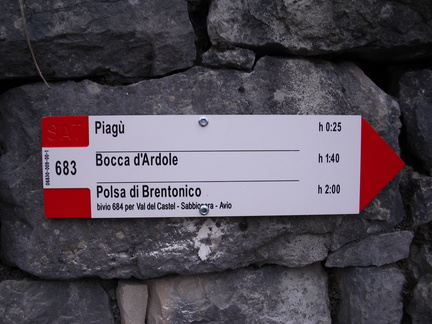 SAT
683
Piagù h 0:25
Bocca d'Ardole h 1:40
Polsa di Brentonico h 2:00
bivio 684 per Val del Castel - Sabbionara - Avio